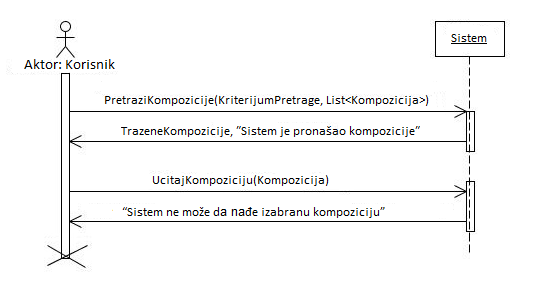 Sistem
Aktor: Korisnik
PretraziKompozicije(KriterijumPretrage, List<Kompozicija>)
TrazeneKompozicije, “Sistem je pronašao kompozicije”
UcitajKompoziciju(Kompozicija)
“Sistem ne može da nađe izabranu kompoziciju”